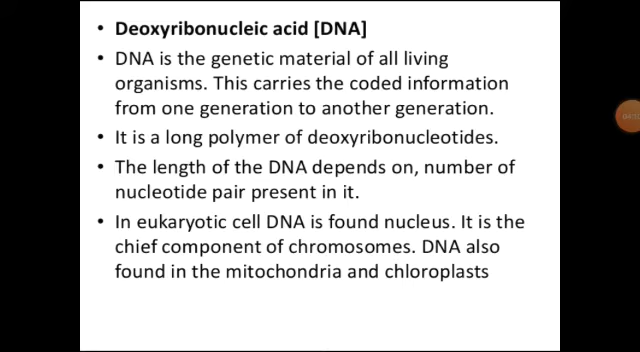 • Deoxyribonucleic acid [DNA]
• DNA is the genetic material of all living
organisms. This carries the coded information
from one generation to another generation.
• It is a long polymer of deoxyribonucleotides.
• The length of the DNA depends on, number of
nucleotide pair present in it.
• In eukaryotic cell DNA is found nucleus. It is the
chief component of chromosomes. DNA also
found in the mitochondria and chloroplasts